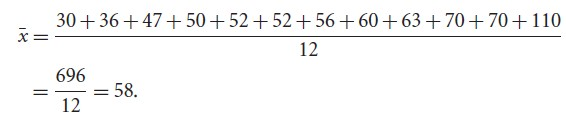 x̄ = 30 + 36 + 47 + 50 + 52 + 52 + 56 + 60 + 63 + 70 + 70 + 110 / 12
= 696 / 12 = 58.